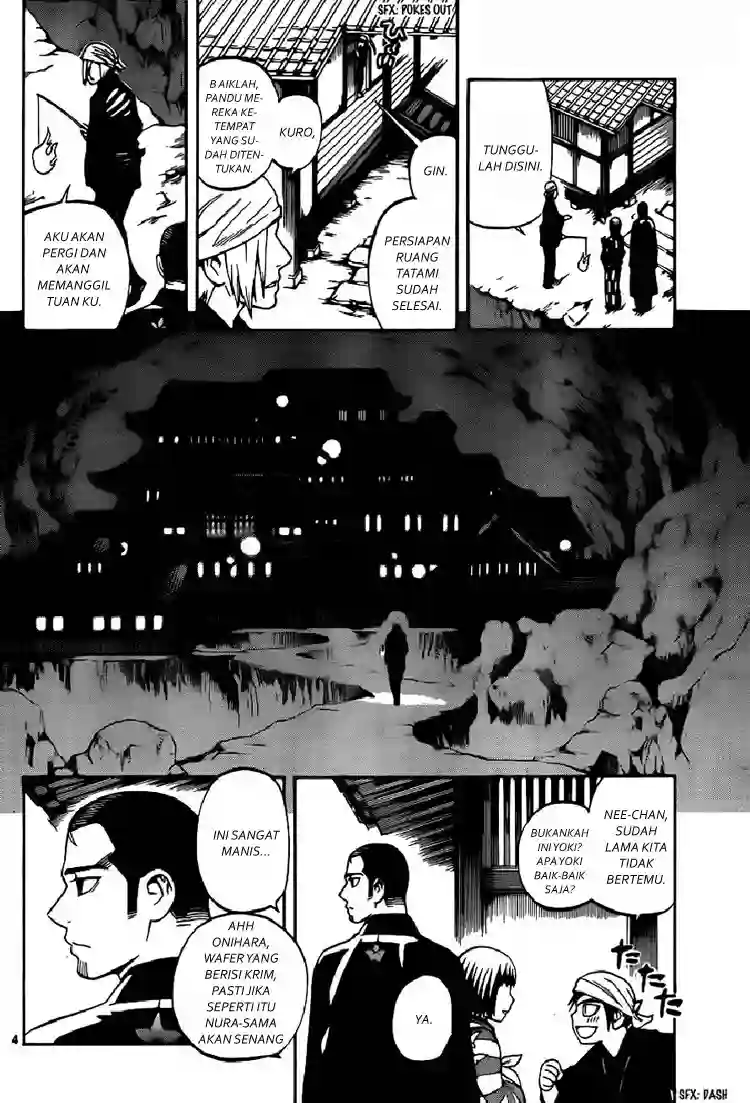 SFX: POKES OUT
ぴょん
TUNGGU-
LAH DISINI.
GIN.
PERSIAPAN
RUANG
TATAMI
SUDAH
SELESAI.
KURO,
BAIKLAH,
PANDU ME-
REKA KE-
TEMPAT
YANG SU-
DAH DITEN-
TUKAN.
AKU AKAN
PERGI DAN
AKAN
MEMANGGIL
TUAN KU.
NEE-CHAN,
SUDAH
LAMA KITA
TIDAK
BERTEMU.
BUKANKAH
INI YOKI?
APA YOKI
BAIK-BAIK
SAJA?
YA.
たたた
SFX: DASH
INI SANGAT
MANIS...
AHH
ONIHARA,
WAFER YANG
BERISI KRIM,
PASTI JIKA
SEPERTI ITU
NURA-SAMA
AKAN SENANG
4